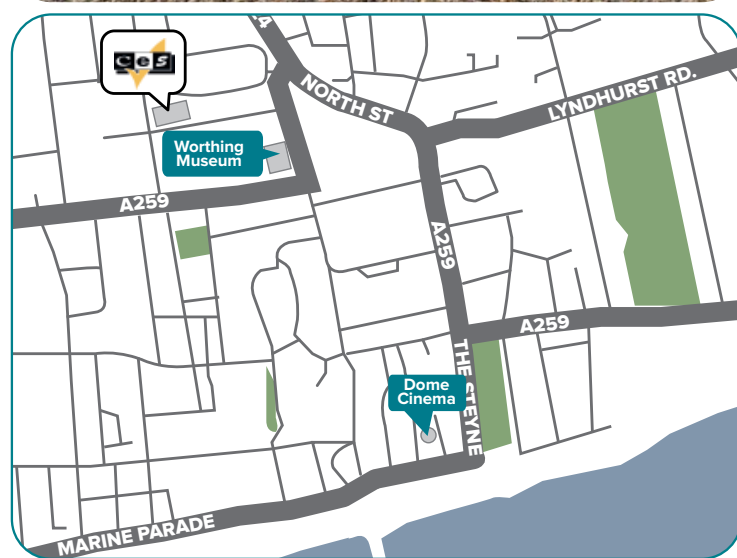 ces
NORTH ST
LYNDHURST RD.
Worthing
Museum
A259
A259
A259
THE STEYNE
Dome
Cinema
MARINE PARADE